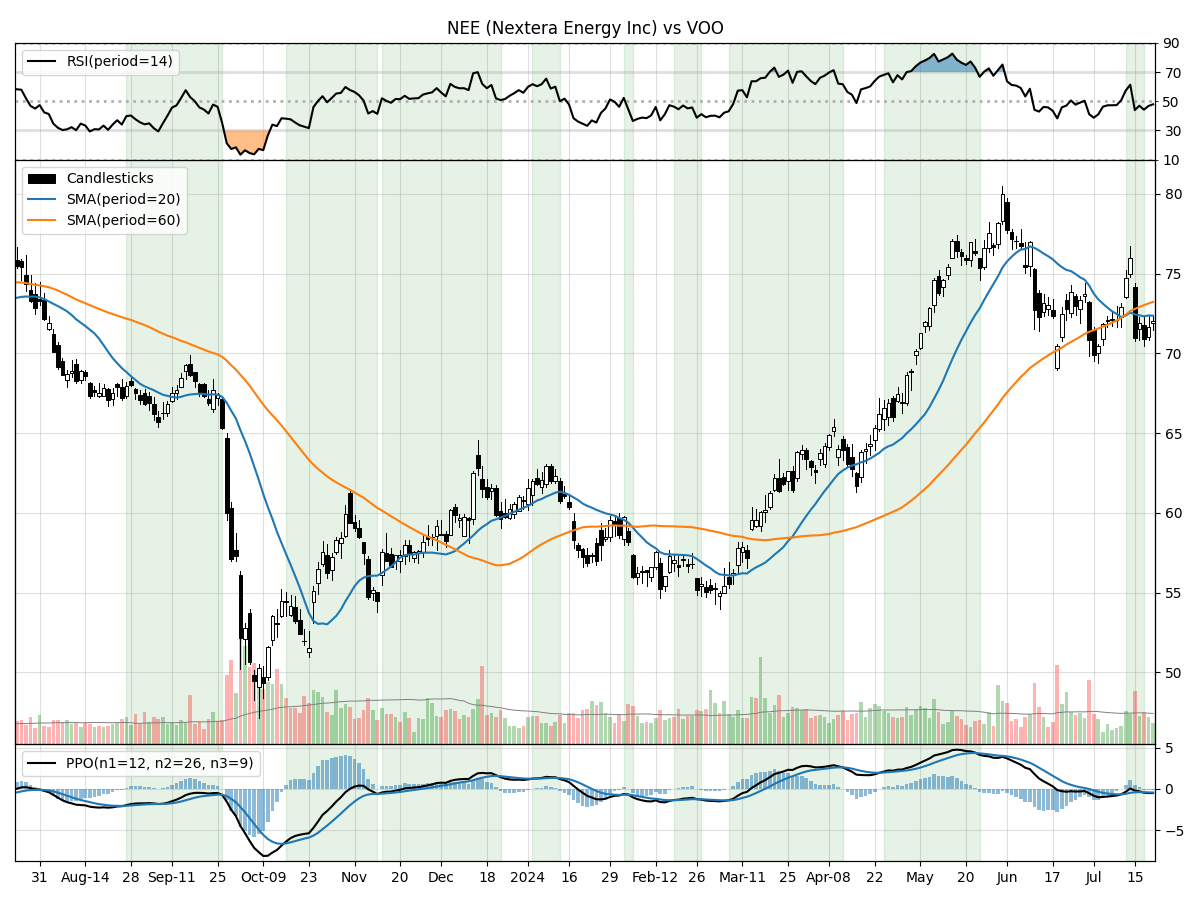 NEE (Nextera Energy Inc) vs VOO
RSI(period=14)
90
70
50
30
10
Candlesticks
SMA(period=20)
SMA(period=60)
80
75
70
65
60
55
50
PPO(n1=12, n2=26, n3=9)
5
0
−5
31 Aug-14 28 Sep-11 25 Oct-09 23 Nov 20 Dec 18 2024 16 29 Feb-12 26 Mar-11 25 Apr-08 22 May 20 Jun 17 Jul 15